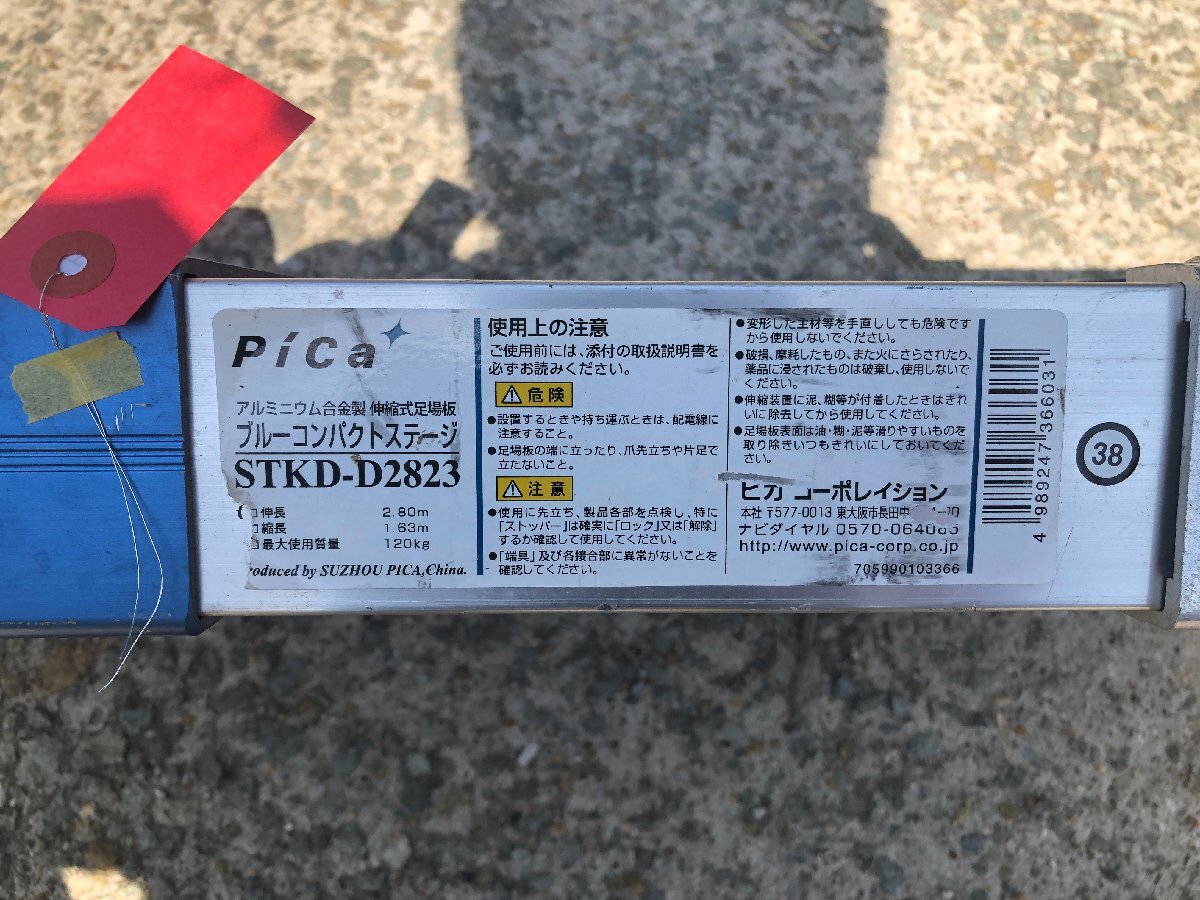 PiCa
アルミニウム合金製 伸縮式足場板
ブルーコンパクトステージ
STKD-D2823
伸長 2.80m
縮長 1.63m
最大使用質量 120kg
roduced by SUZHOU PICA,China.
使用上の注意
ご使用前には、添付の取扱説明書を
必ずお読みください。
危険
●設置するときや持ち運ぶときは、配電線に
注意すること。
●足場板の端に立ったり、爪先立ちや片足で
立たないこと。
注意
●使用に先立ち、製品各部を点検し、特に
「ストッパー」は確実に「ロック」又は「解除」
するか確認して使用してください。
●「端具」及び各接合部に異常がないことを
確認してください。
●変形した主材等を手直ししても危険です
から使用しないでください。
●破損、摩耗したもの、また火にさらされたり、
薬品に浸されたものは破棄し、使用しないで
ください。
●伸縮装置に泥、糊等が付着したときはきれ
いに除去してから使用してください。
●足場板表面は油・糊・泥等滑りやすいものを
取り除きいつもきれいにしておいてくだ
さい。
ピカ コーポレイション
本社 〒577-0013 東大阪市長田中
ナビダイヤル 0570-064
http://www.pica-corp.co.jp
705990103366
4 989247 366031
38